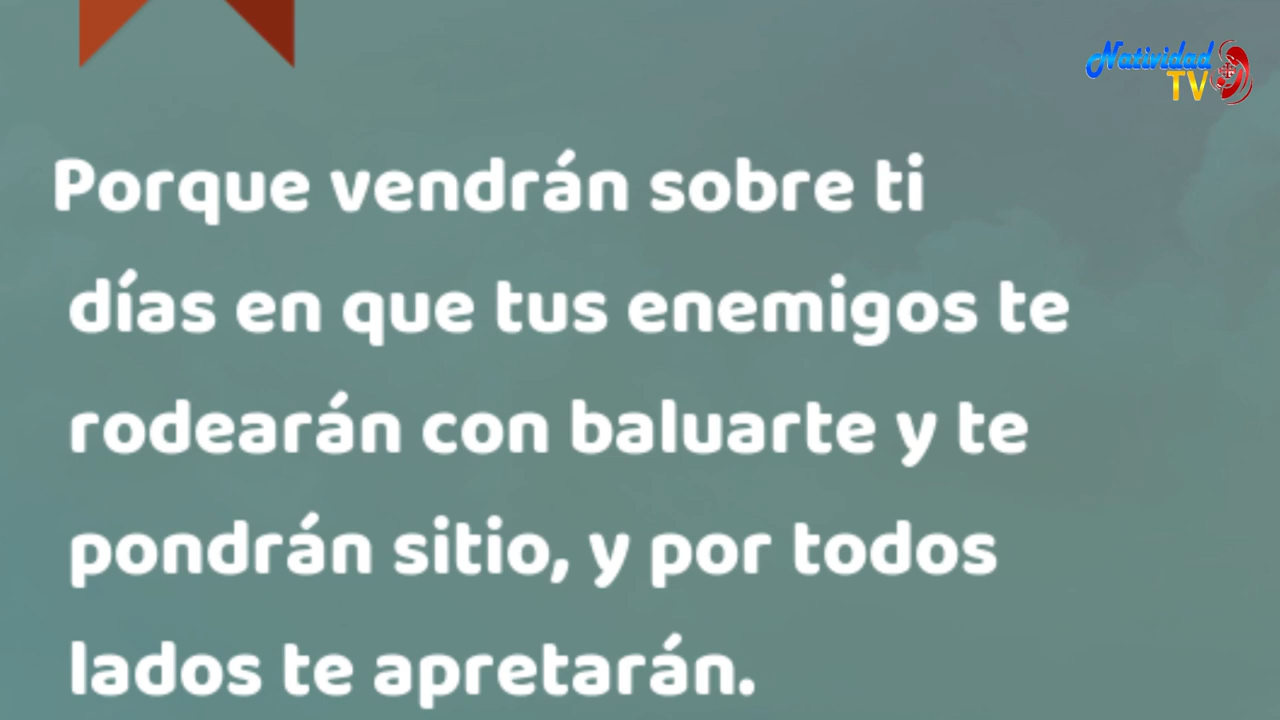 Natividad
TV
Porque vendrán sobre ti
días en que tus enemigos te
rodearán con baluarte y te
pondrán sitio, y por todos
lados te apretarán.